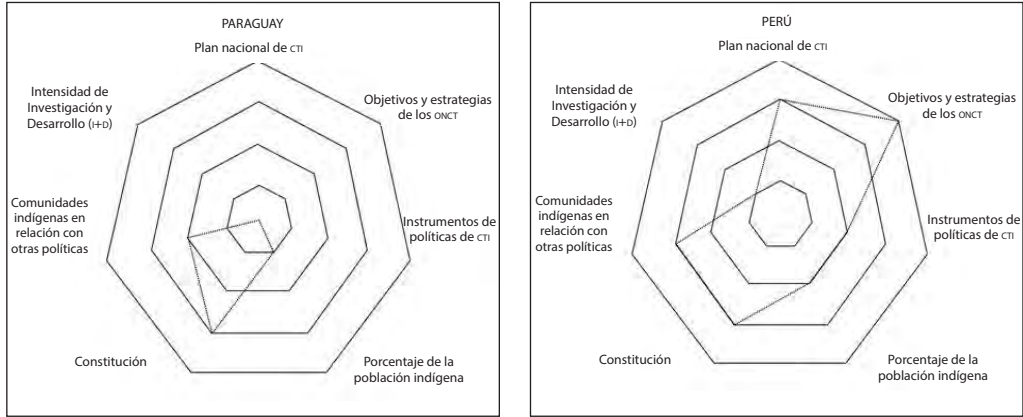 PARAGUAY
Plan nacional de CTI
Intensidad de
Investigación y
Desarrollo (I+D)
Objetivos y estrategias
de los ONCT
Comunidades
indígenas en
relación con
otras políticas
Instrumentos de
políticas de CTI
Constitución
Porcentaje de la
población indígena
PERÚ
Plan nacional de CTI
Intensidad de
Investigación y
Desarrollo (I+D)
Objetivos y estrategias
de los ONCT
Comunidades
indígenas en
relación con
otras políticas
Instrumentos de
políticas de CTI
Constitución
Porcentaje de la
población indígena